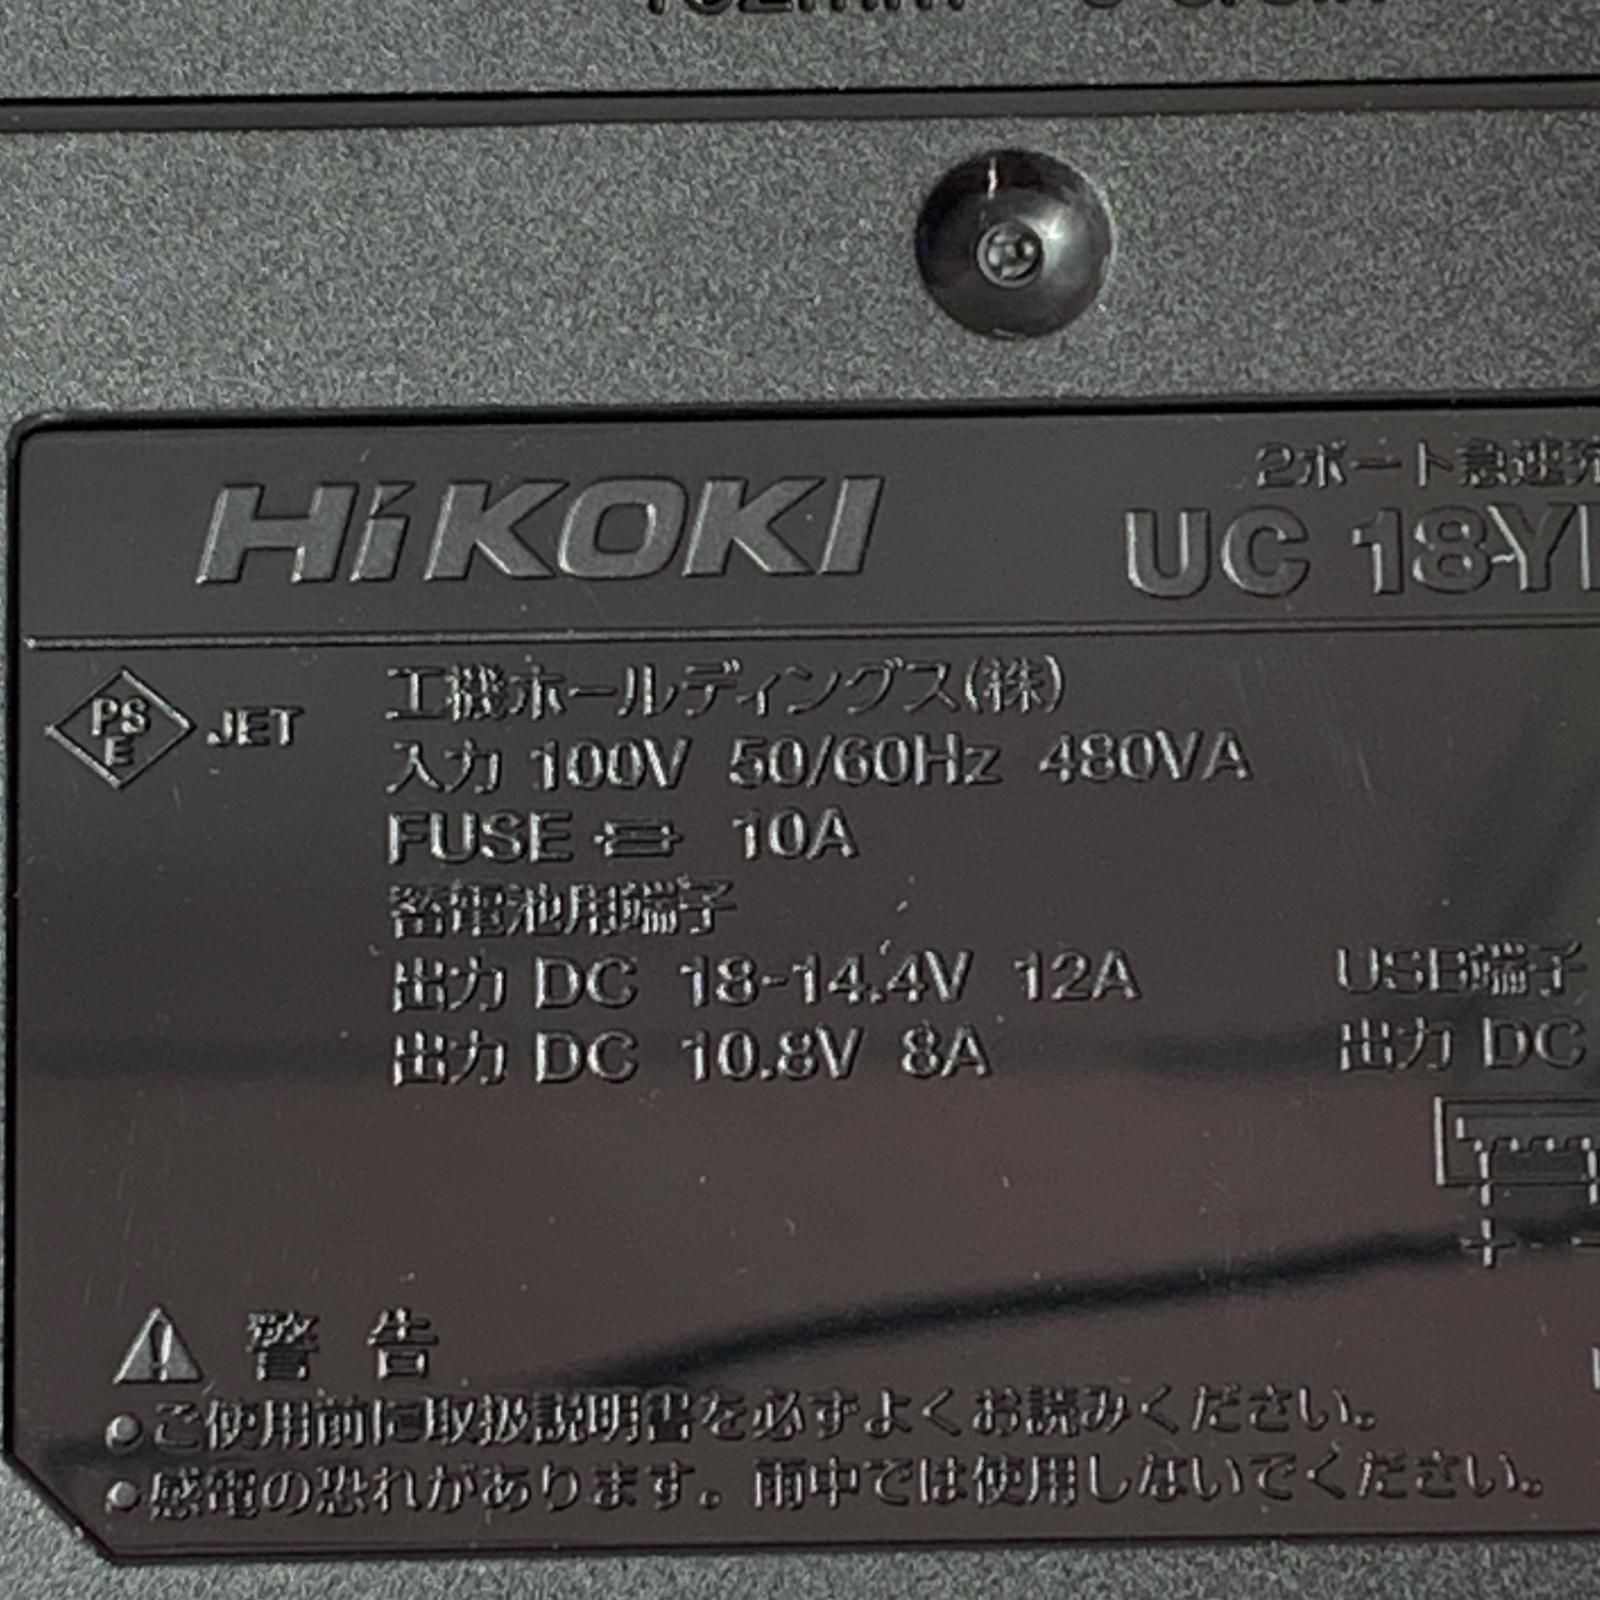 HiKOKI
2ポート急速充
UC 18Y
PS
E
JET
工機ホールディングス(株)
入力 100V 50/60Hz 480VA
FUSE 10A
蓄電池用端子
出力 DC 18-14.4V 12A
USB端子
出力 DC 10.8V 8A
出力 DC
警告
●ご使用前に取扱説明書を必ずよくお読みください。
●感電の恐れがあります。雨中では使用しないでください。